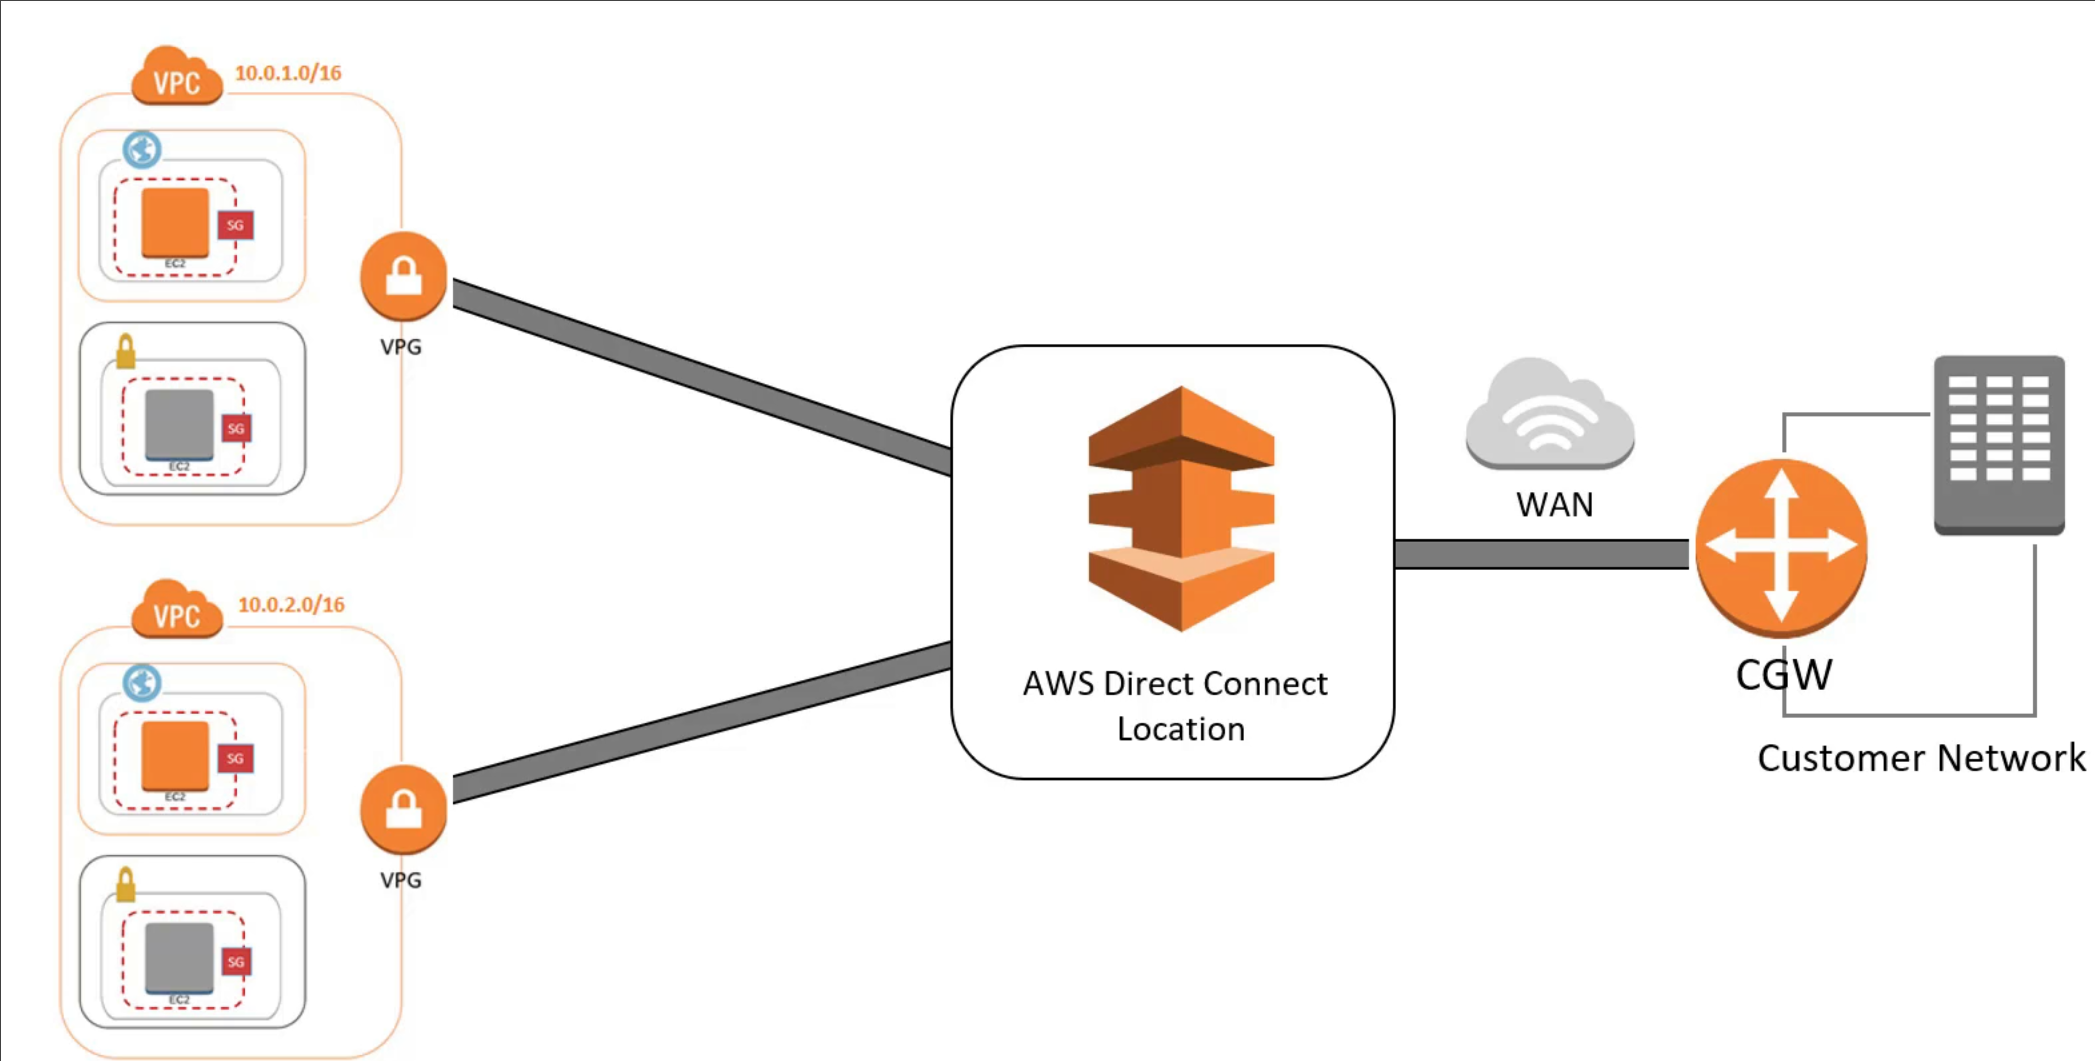 VPC
10.0.1.0/16
SG
EC2
VPG
SG
EC2
VPC
10.0.2.0/16
SG
EC2
VPG
SG
EC2
AWS Direct Connect
Location
WAN
CGW
Customer Network